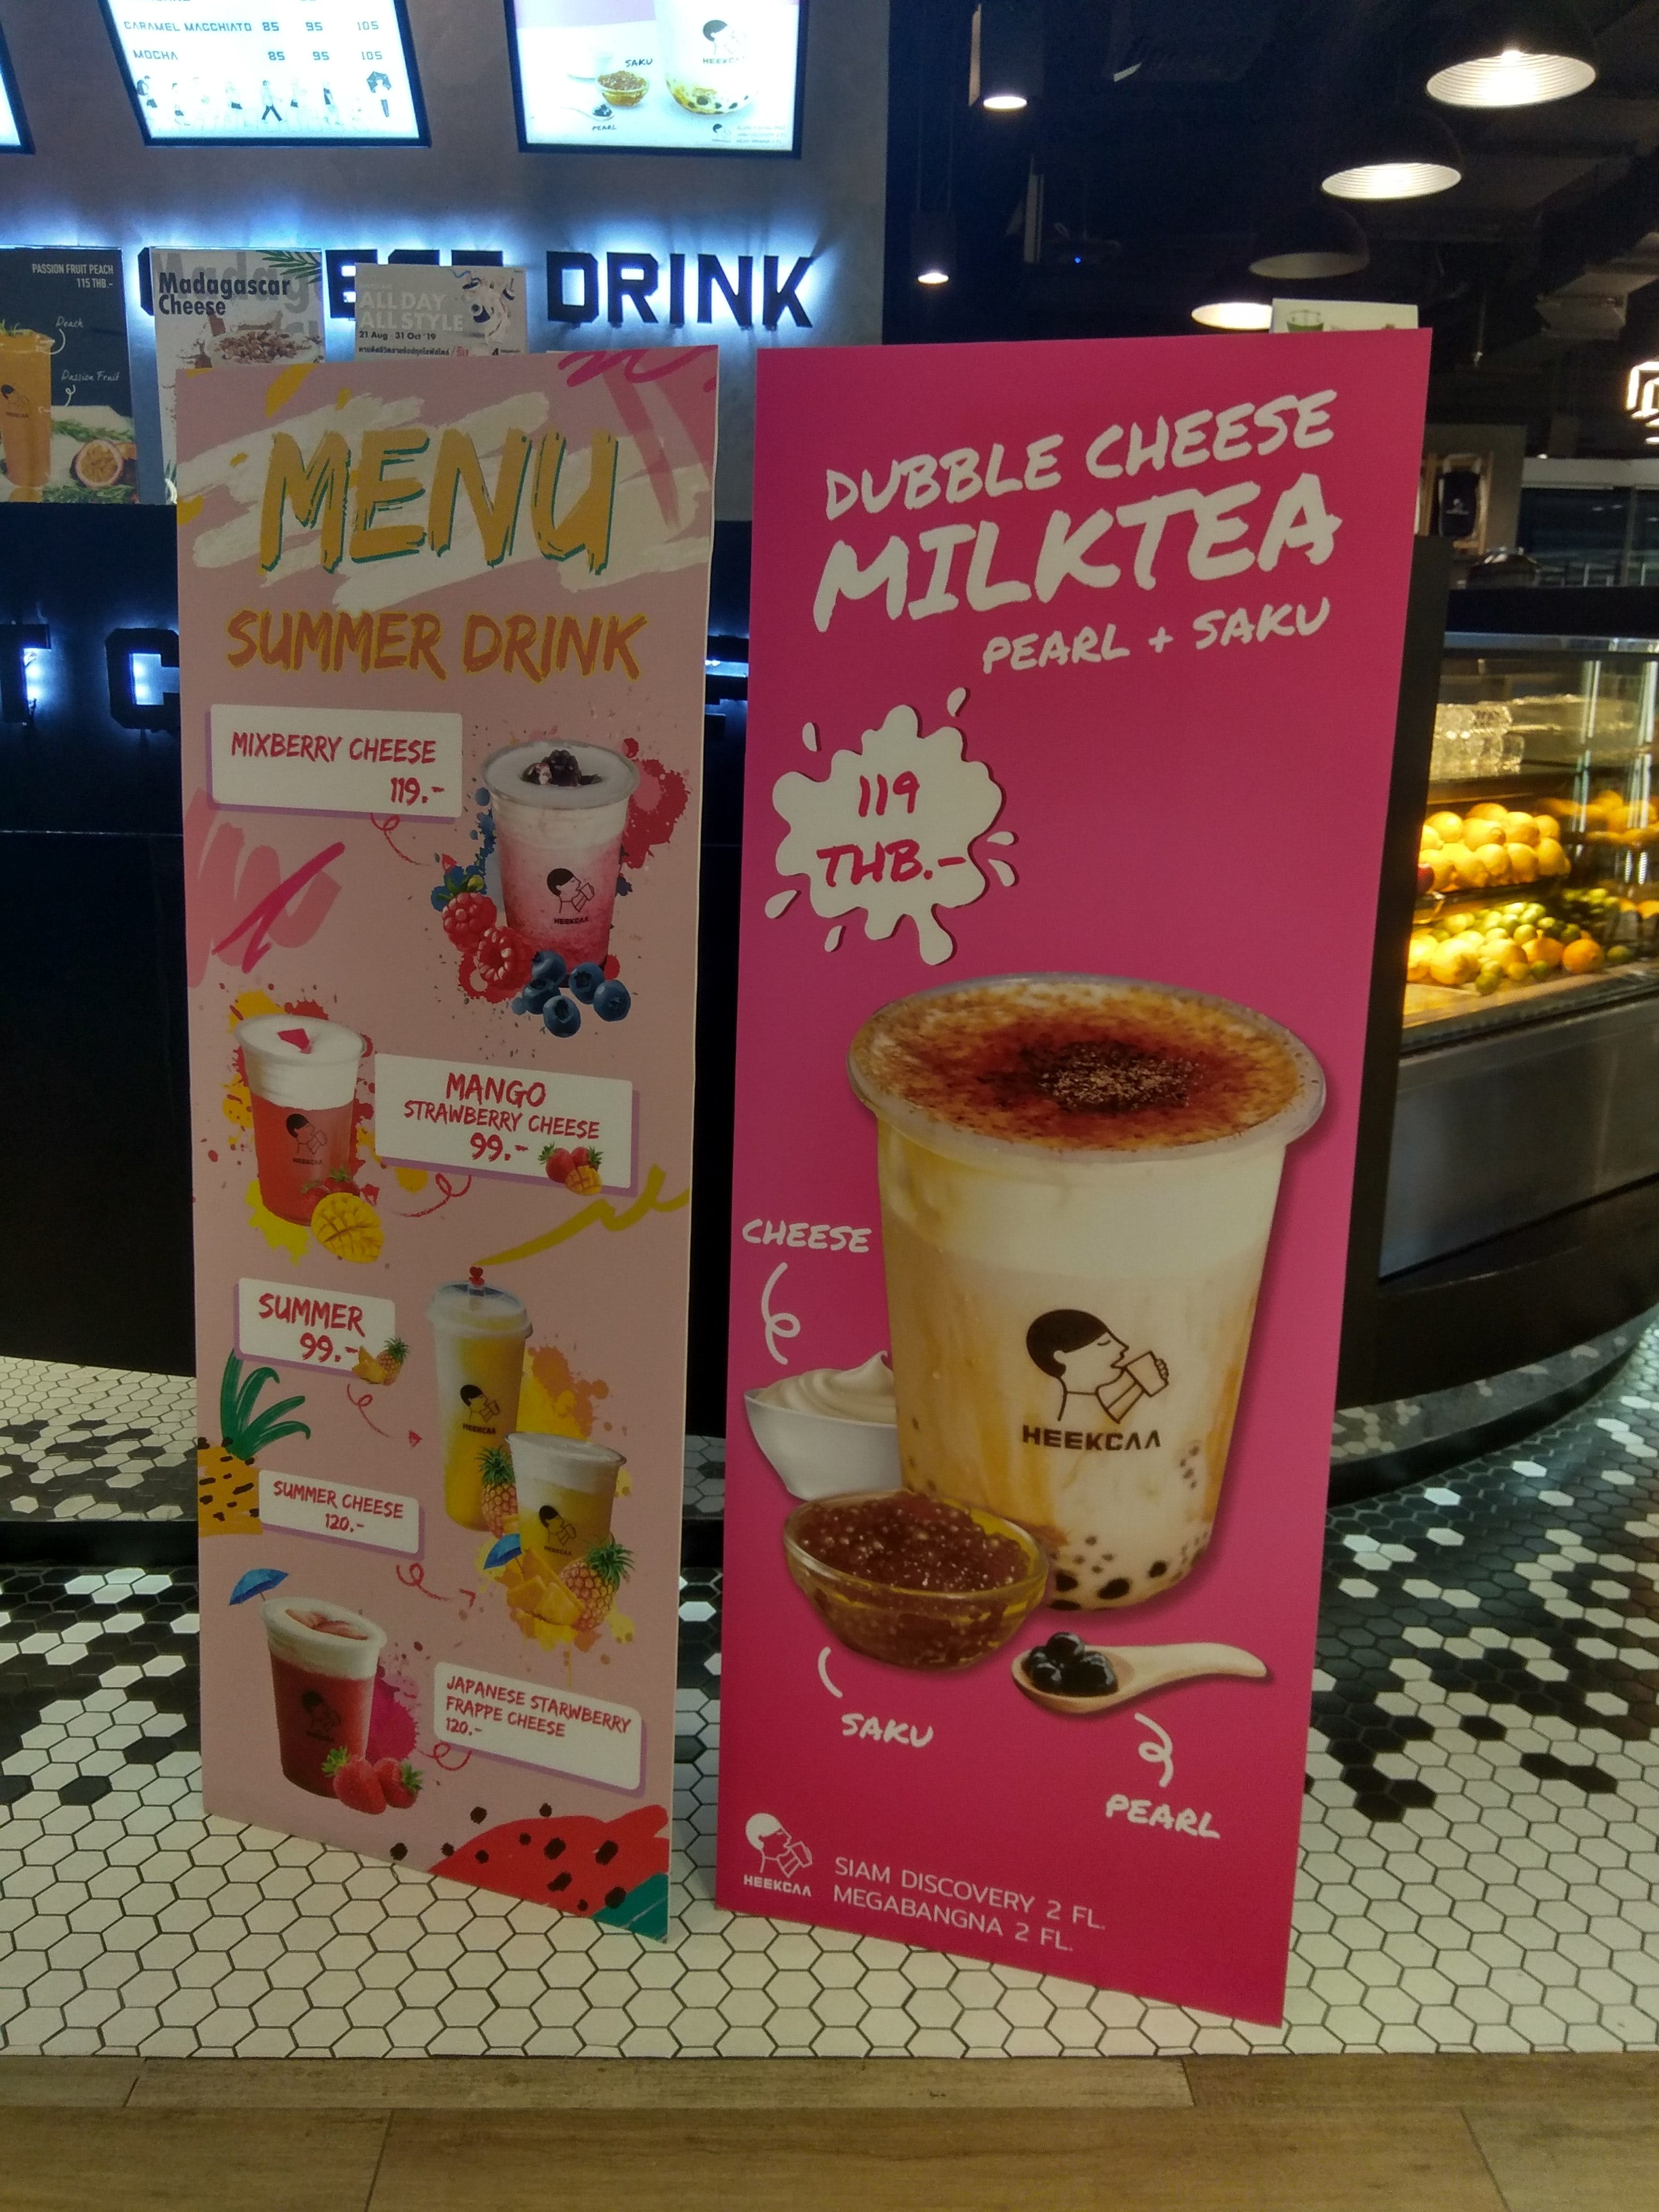 CARAMEL MACCHIATO 85 95 105
MOCHA 85 95 105
SAKU
PEARL
DRINK
PASSION FRUIT PEACH
115 THB.-
Peach
Passion Fruit
Madagascar
Cheese
ALL DAY
ALL STYLE
21 Aug - 31 Oct '19
MENU
SUMMER DRINK
MIXBERRY CHEESE
119.-
HEEKCAA
MANGO
STRAWBERRY CHEESE
99.-
HEEKCAA
SUMMER
99.-
HEEKCAA
SUMMER CHEESE
120.-
HEEKCAA
JAPANESE STARWBERRY
FRAPPE CHEESE
120.-
DUBBLE CHEESE
MILKTEA
PEARL + SAKU
119
THB.-
CHEESE
HEEKCAA
SAKU
PEARL
HEEKCAA
SIAM DISCOVERY 2 FL.
MEGABANGNA 2 FL.